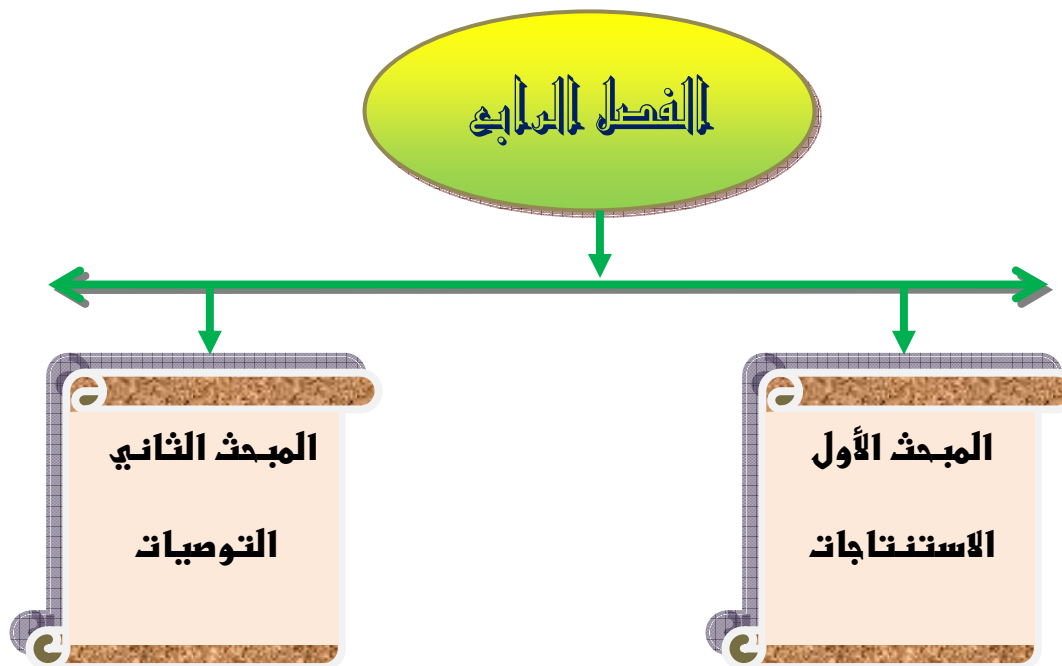 الفصل الرابع
المبحث الأول
الاستنتاجات
المبحث الثاني
التوصيات